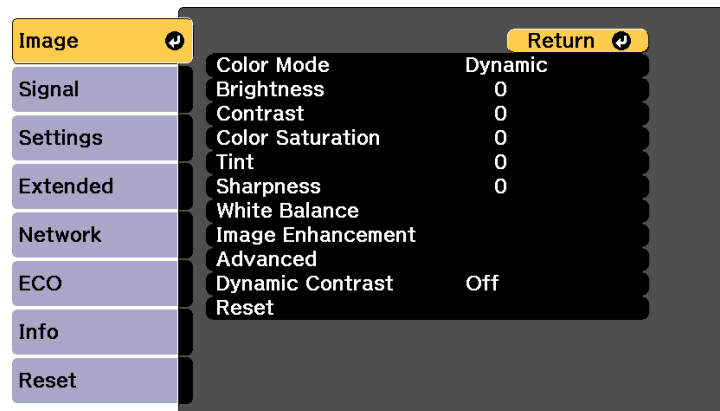 Image
Signal
Settings
Extended
Network
ECO
Info
Reset
Return
Color Mode Dynamic
Brightness 0
Contrast 0
Color Saturation 0
Tint 0
Sharpness 0
White Balance
Image Enhancement
Advanced
Dynamic Contrast Off
Reset